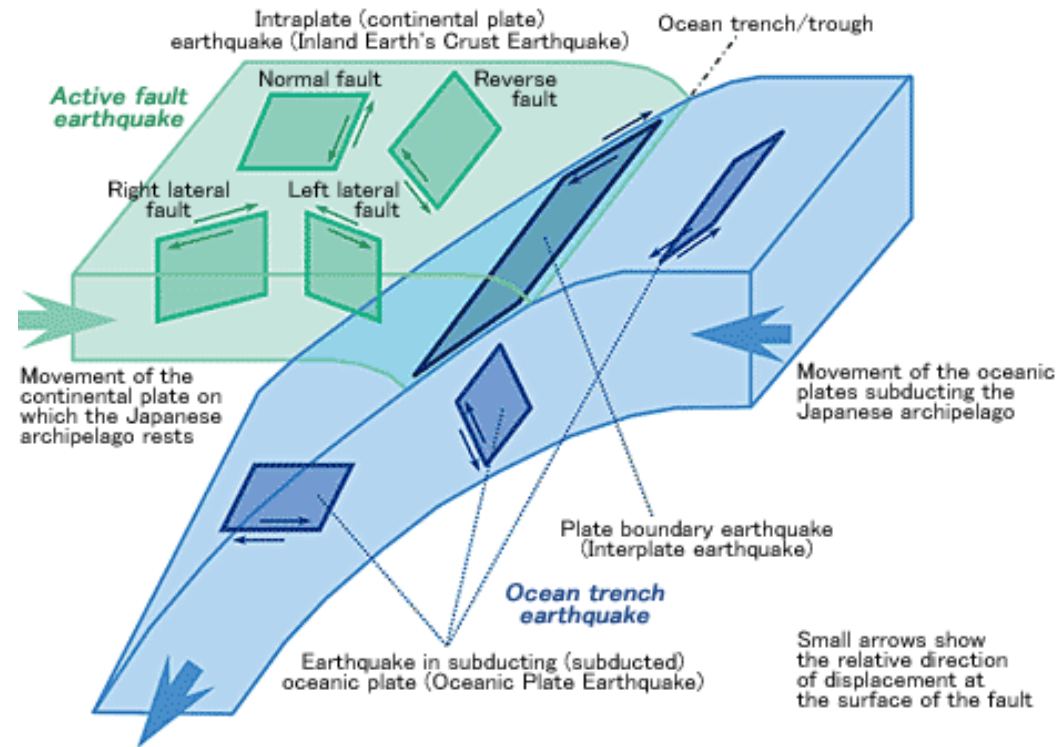 Intraplate (continental plate)
earthquake (Inland Earth's Crust Earthquake)
Ocean trench/trough
Active fault
earthquake
Normal fault
Reverse
fault
Right lateral
fault
Left lateral
fault
Movement of the
continental plate on
which the Japanese
archipelago rests
Movement of the oceanic
plates subducting the
Japanese archipelago
Plate boundary earthquake
(Interplate earthquake)
Ocean trench
earthquake
Earthquake in subducting (subducted)
oceanic plate (Oceanic Plate Earthquake)
Small arrows show
the relative direction
of displacement at
the surface of the fault